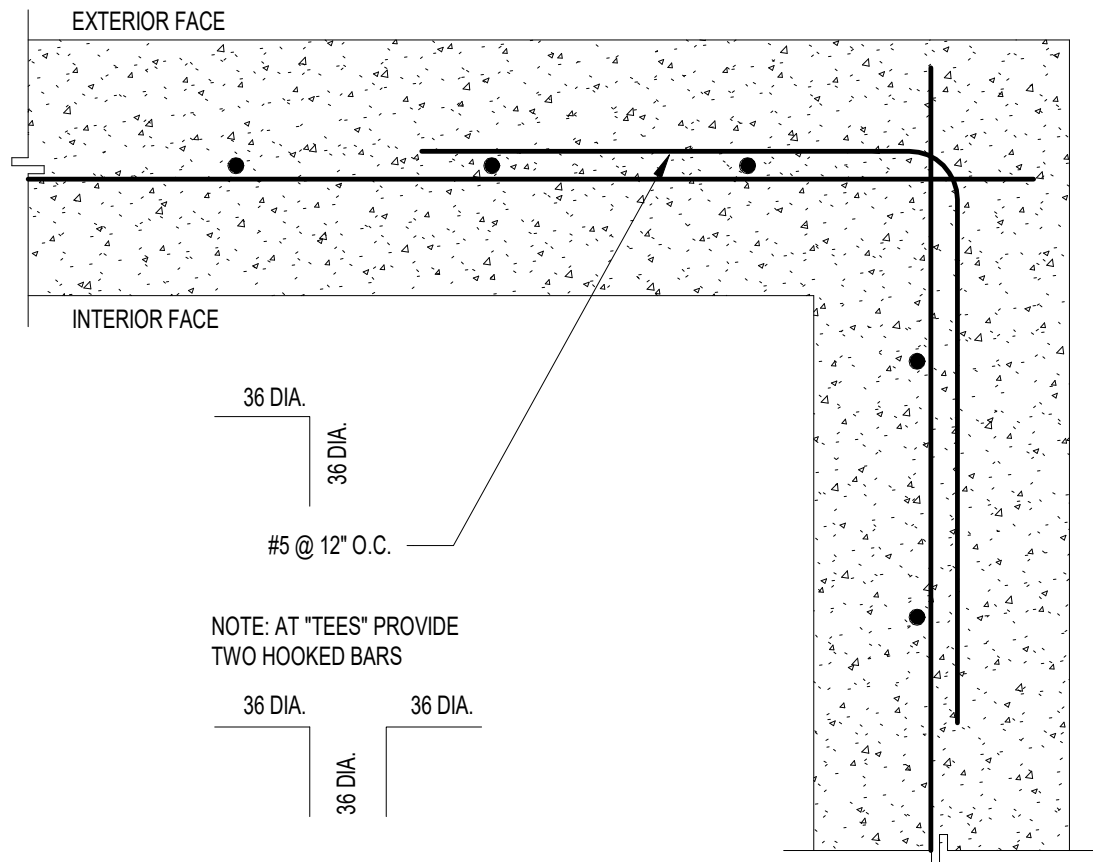 EXTERIOR FACE
INTERIOR FACE
36 DIA.
36 DIA.
#5 @ 12" O.C.
NOTE: AT "TEES" PROVIDE
TWO HOOKED BARS
36 DIA.
36 DIA.
36 DIA.